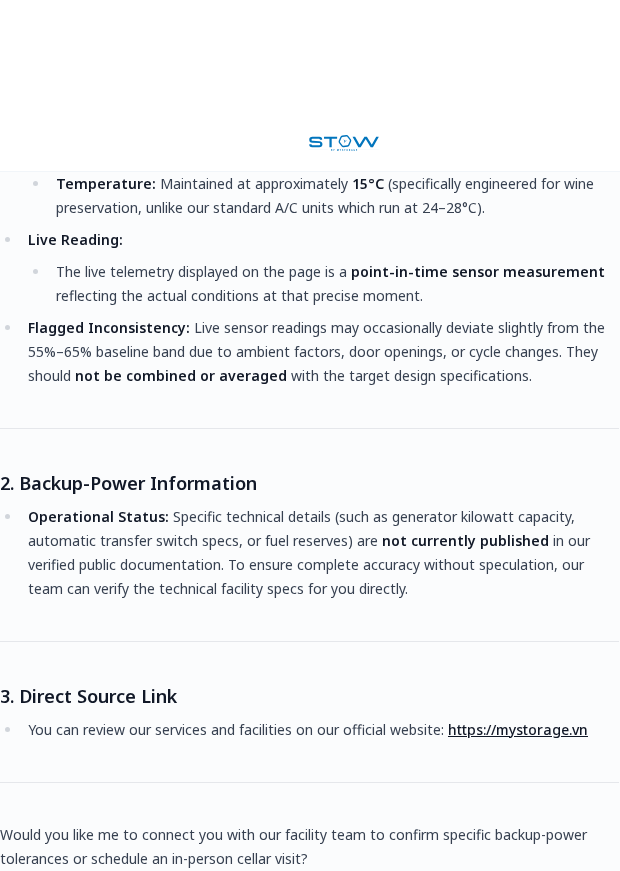 STOW
BY MYSTORAGE
Temperature: Maintained at approximately 15°C (specifically engineered for wine
preservation, unlike our standard A/C units which run at 24–28°C).
Live Reading:
The live telemetry displayed on the page is a point-in-time sensor measurement
reflecting the actual conditions at that precise moment.
Flagged Inconsistency: Live sensor readings may occasionally deviate slightly from the
55%–65% baseline band due to ambient factors, door openings, or cycle changes. They
should not be combined or averaged with the target design specifications.
2. Backup-Power Information
Operational Status: Specific technical details (such as generator kilowatt capacity,
automatic transfer switch specs, or fuel reserves) are not currently published in our
verified public documentation. To ensure complete accuracy without speculation, our
team can verify the technical facility specs for you directly.
3. Direct Source Link
You can review our services and facilities on our official website: https://mystorage.vn
Would you like me to connect you with our facility team to confirm specific backup-power
tolerances or schedule an in-person cellar visit?